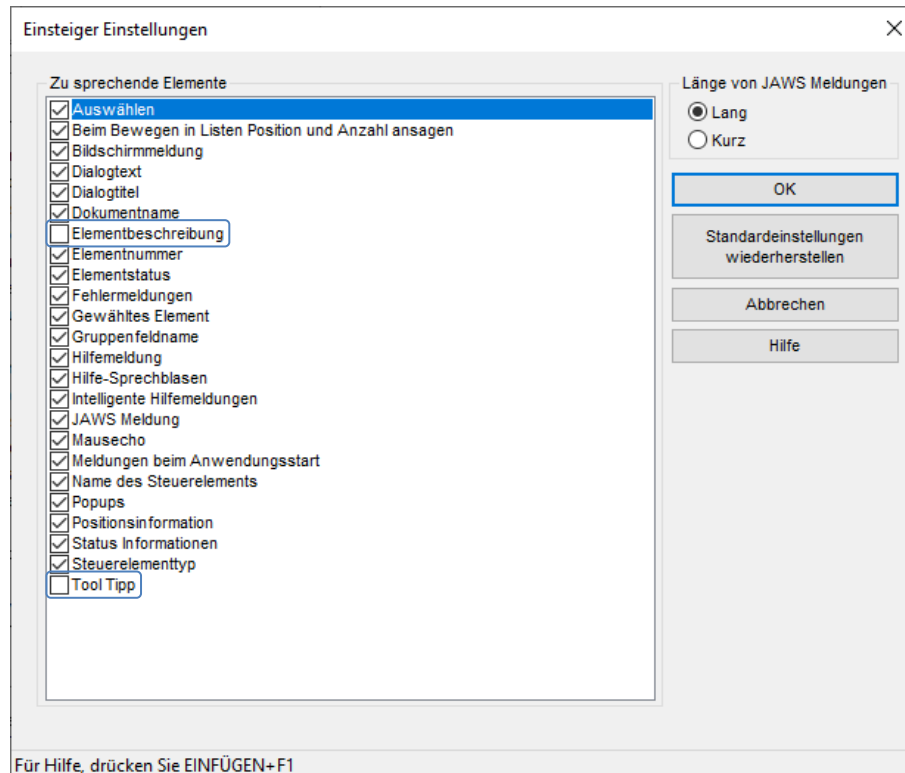 Einsteiger Einstellungen
Zu sprechende Elemente
Auswählen
Beim Bewegen in Listen Position und Anzahl ansagen
Bildschirmmeldung
Dialogtext
Dialogtitel
Dokumentname
Elementbeschreibung
Elementnummer
Elementstatus
Fehlermeldungen
Gewähltes Element
Gruppenfeldname
Hilfemeldung
Hilfe-Sprechblasen
Intelligente Hilfemeldungen
JAWS Meldung
Mausecho
Meldungen beim Anwendungsstart
Name des Steuerelements
Popups
Positionsinformation
Status Informationen
Steuerelementtyp
Tool Tipp
Länge von JAWS Meldungen
Lang
Kurz
OK
Standardeinstellungen
wiederherstellen
Abbrechen
Hilfe
Für Hilfe, drücken Sie EINFÜGEN+F1